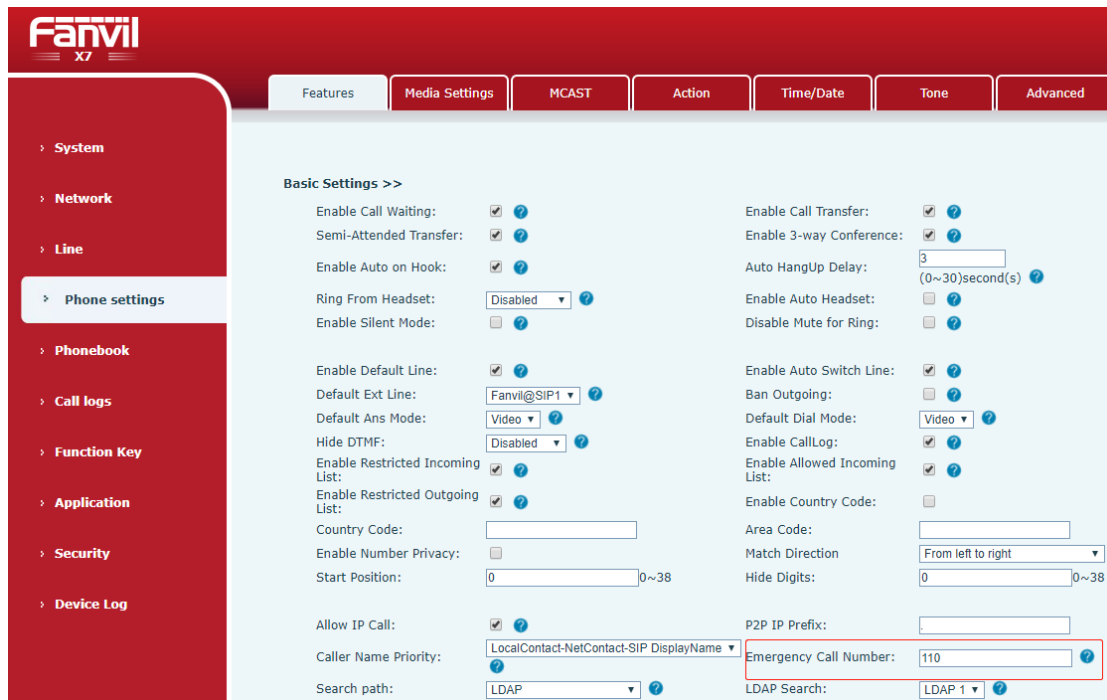 Fanvil
X7
Features Media Settings MCAST Action Time/Date Tone Advanced
› System
› Network
› Line
› Phone settings
› Phonebook
› Call logs
› Function Key
› Application
› Security
› Device Log
Basic Settings >>
Enable Call Waiting: ? Enable Call Transfer: ?
Semi-Attended Transfer: ? Enable 3-way Conference: ?
Enable Auto on Hook: ? Auto HangUp Delay: 3
(0~30)second(s) ?
Ring From Headset: Disabled ? Enable Auto Headset: ?
Enable Silent Mode: ? Disable Mute for Ring: ?
Enable Default Line: ? Enable Auto Switch Line: ?
Default Ext Line: Fanvil@SIP1 ? Ban Outgoing: ?
Default Ans Mode: Video ? Default Dial Mode: Video ?
Hide DTMF: Disabled ? Enable CallLog: ?
Enable Restricted Incoming
List: ? Enable Allowed Incoming
List: ?
Enable Restricted Outgoing
List: ? Enable Country Code:
Country Code: Area Code:
Enable Number Privacy: Match Direction From left to right
Start Position: 0 0~38 Hide Digits: 0 0~38
Allow IP Call: ? P2P IP Prefix: .
Caller Name Priority: LocalContact-NetContact-SIP DisplayName ? Emergency Call Number: 110 ?
Search path: LDAP ? LDAP Search: LDAP 1 ?